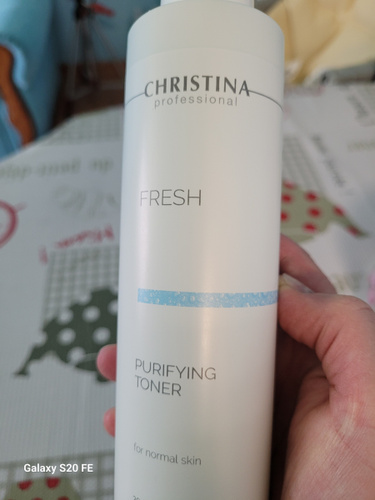 CHRISTINA
professional
FRESH
PURIFYING
TONER
for normal skin
Galaxy S20 FE